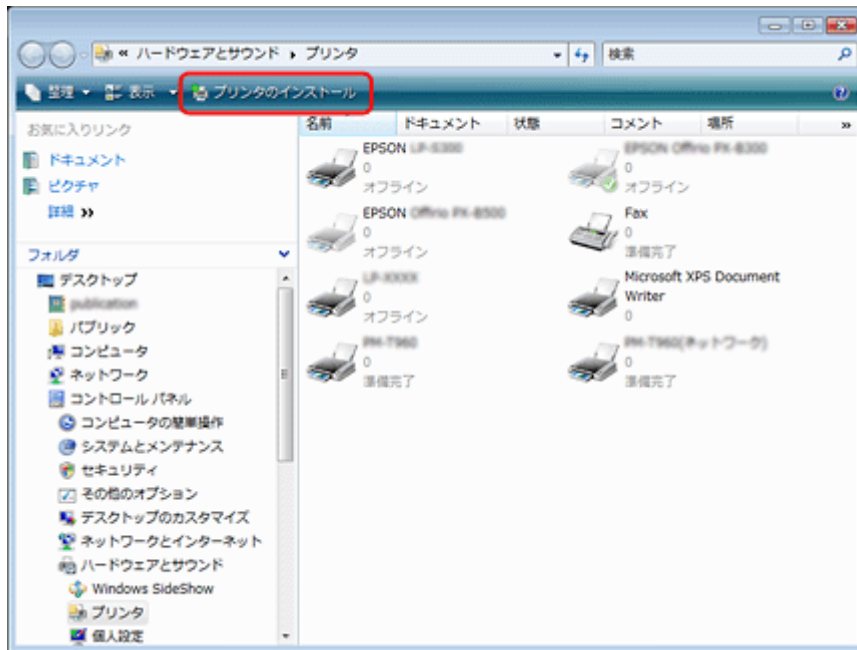 ハードウェアとサウンド ▸ プリンタ
検索
整理 表示 プリンタのインストール
お気に入りリンク
ドキュメント
ピクチャ
詳細 »
フォルダ
デスクトップ
パブリック
コンピュータ
ネットワーク
コントロール パネル
コンピュータの簡単操作
システムとメンテナンス
セキュリティ
その他のオプション
デスクトップのカスタマイズ
ネットワークとインターネット
ハードウェアとサウンド
Windows SideShow
プリンタ
個人設定
名前 ドキュメント 状態 コメント 場所 »
EPSON
0
オフライン
0
オフライン
EPSON
0
オフライン
Fax
0
準備完了
0
オフライン
Microsoft XPS Document
Writer
0
0
準備完了
0
準備完了